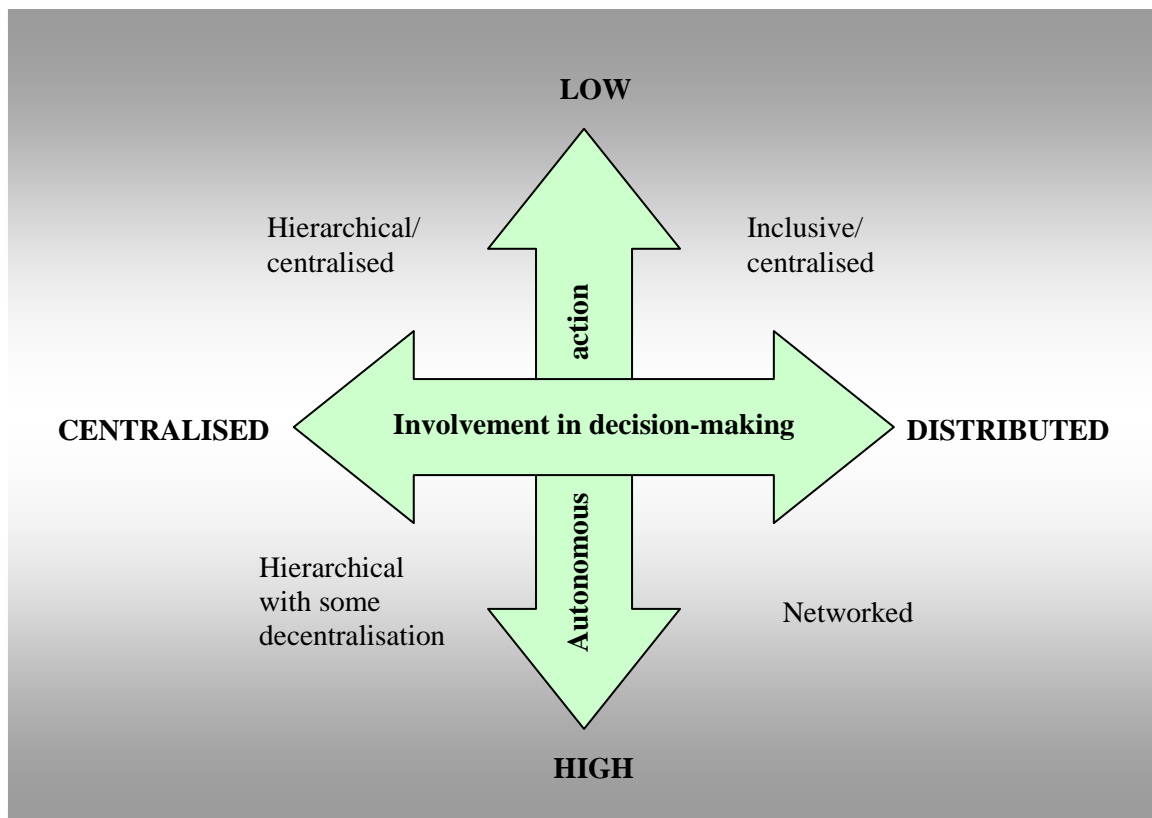 LOW
Hierarchical/
centralised
Inclusive/
centralised
action
CENTRALISED
Involvement in decision-making
DISTRIBUTED
Autonomous
Hierarchical
with some
decentralisation
Networked
HIGH